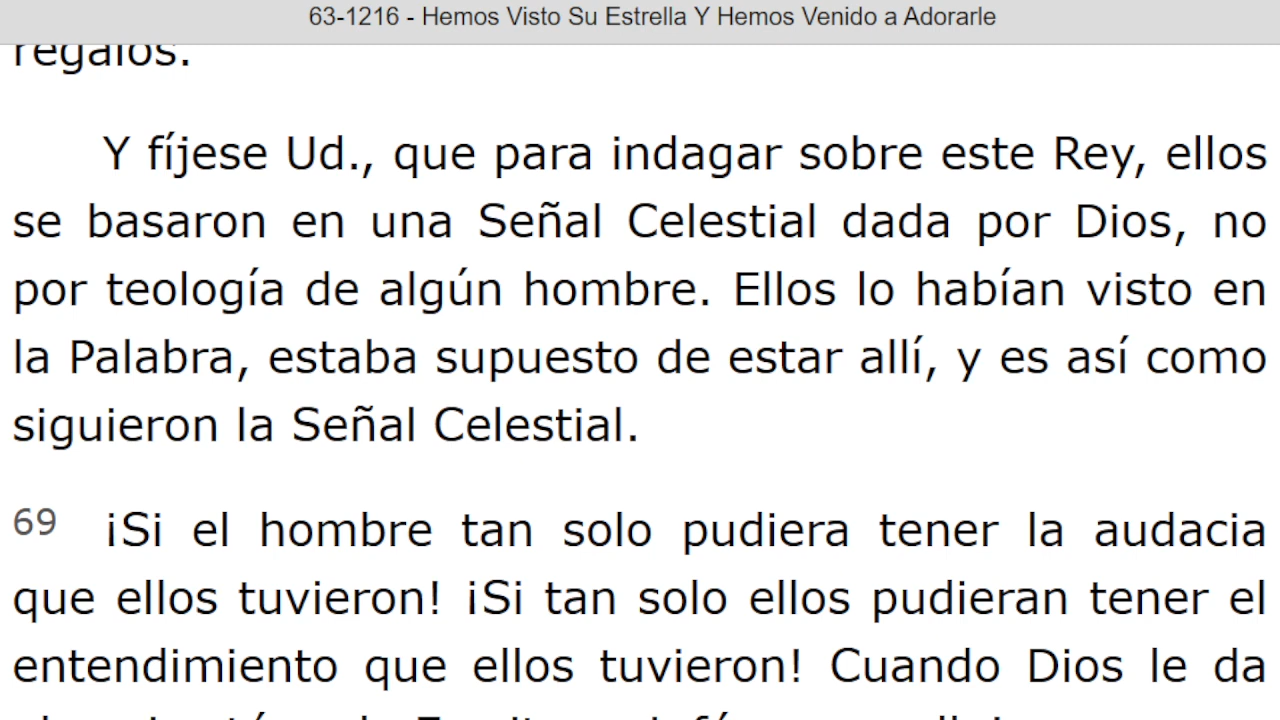 63-1216 - Hemos Visto Su Estrella Y Hemos Venido a Adorarle
regalos.
Y fíjese Ud., que para indagar sobre este Rey, ellos
se basaron en una Señal Celestial dada por Dios, no
por teología de algún hombre. Ellos lo habían visto en
la Palabra, estaba supuesto de estar allí, y es así como
siguieron la Señal Celestial.
69 ¡Si el hombre tan solo pudiera tener la audacia
que ellos tuvieron! ¡Si tan solo ellos pudieran tener el
entendimiento que ellos tuvieron! Cuando Dios le da